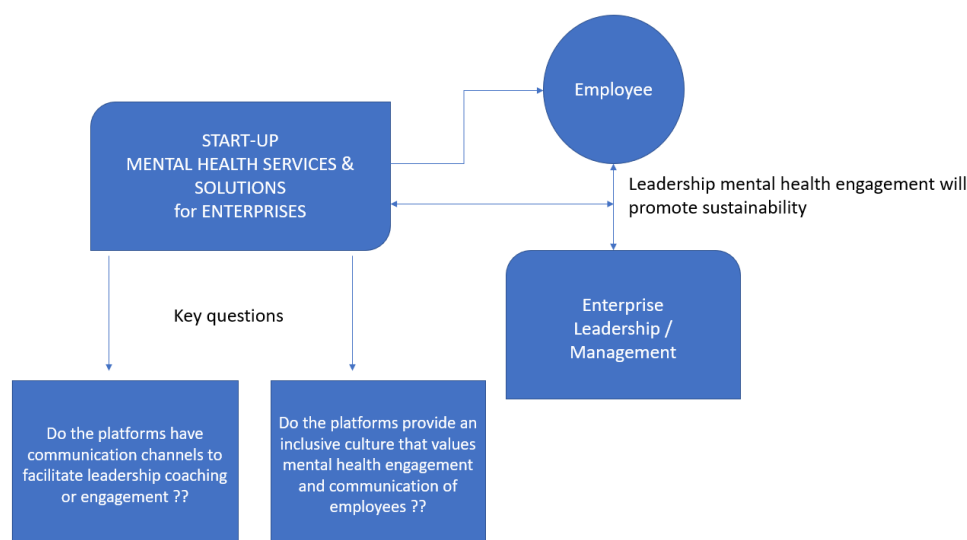 Employee
START-UP
MENTAL HEALTH SERVICES &
SOLUTIONS
for ENTERPRISES
Leadership mental health engagement will
promote sustainability
Enterprise
Leadership /
Management
Key questions
Do the platforms have
communication channels to
facilitate leadership coaching
or engagement ??
Do the platforms provide an
inclusive culture that values
mental health engagement
and communication of
employees ??